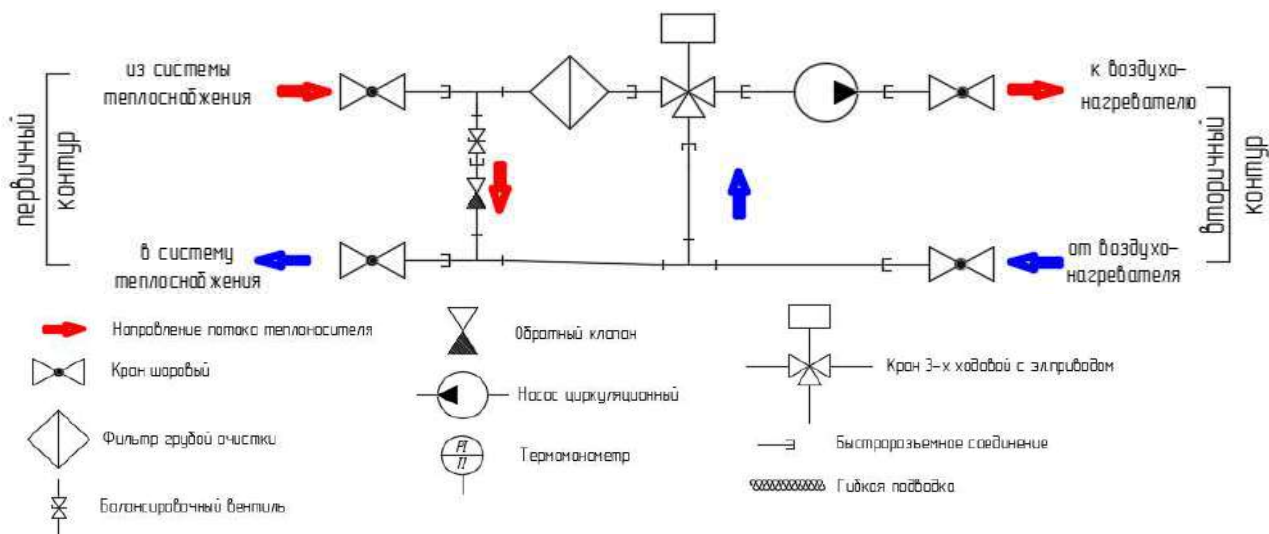 из системы
теплоснабжения
к воздухо-
нагревателю
первичный
контур
вторичный
контур
в систему
теплоснабжения
от воздухо-
нагревателя
Направление потока теплоносителя
Обратный клапан
Кран шаровый
Кран 3-х ходовой с эл.приводом
Насос циркуляционный
Фильтр грубой очистки
Быстроразъемное соединение
PI
TI
Термоманометр
Гибкая подводка
Балансировочный вентиль